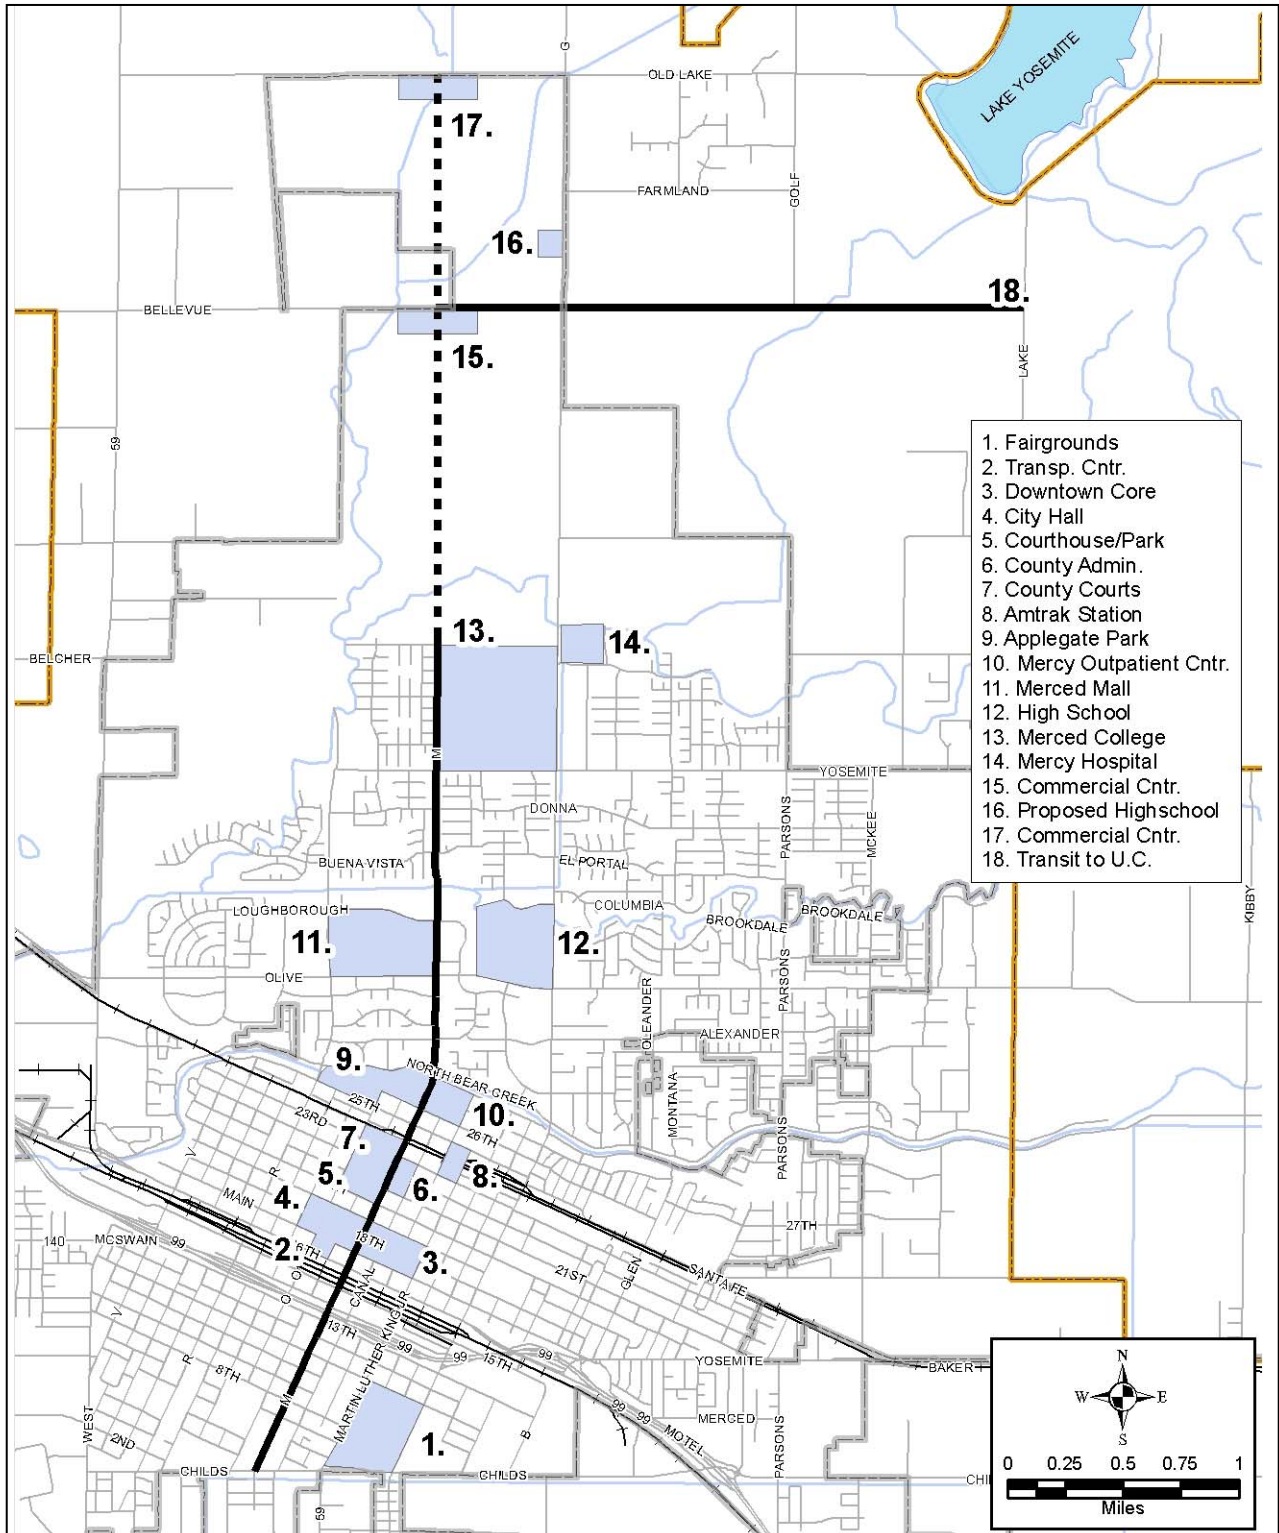 G
OLD LAKE
LAKE YOSEMITE
17.
FARMLAND
GOLF
16.
18.
BELLEVUE
15.
LAKE
59
1. Fairgrounds
2. Transp. Cntr.
3. Downtown Core
4. City Hall
5. Courthouse/Park
6. County Admin.
7. County Courts
8. Amtrak Station
9. Applegate Park
10. Mercy Outpatient Cntr.
11. Merced Mall
12. High School
13. Merced College
14. Mercy Hospital
15. Commercial Cntr.
16. Proposed Highschool
17. Commercial Cntr.
18. Transit to U.C.
13.
14.
BELCHER
M
YOSEMITE
DONNA
PARSONS
MCKEE
BUENA VISTA
EL PORTAL
KIBBY
LOUGHBOROUGH
COLUMBIA
BROOKDALE
BROOKDALE
11.
12.
OLIVE
PARSONS
OLEANDER
ALEXANDER
9.
NORTH BEAR CREEK
25TH
23RD
10.
MONTANA
26TH
7.
PARSONS
V
R
5.
8.
6.
MAIN
4.
27TH
140
MCSWAIN
99
2.
6TH
18TH
3.
21ST
GLEN
SANTA FE
O
CANAL
V
13TH
MARTIN LUTHER KING JR
99
99
15TH
99
YOSEMITE
BAKER
R
8TH
M
99
99
MERCED
MOTEL
WEST
2ND
1.
B
PARSONS
CHILDS
CHILDS
CHI
59
N
W
E
S
0 0.25 0.5 0.75 1
Miles